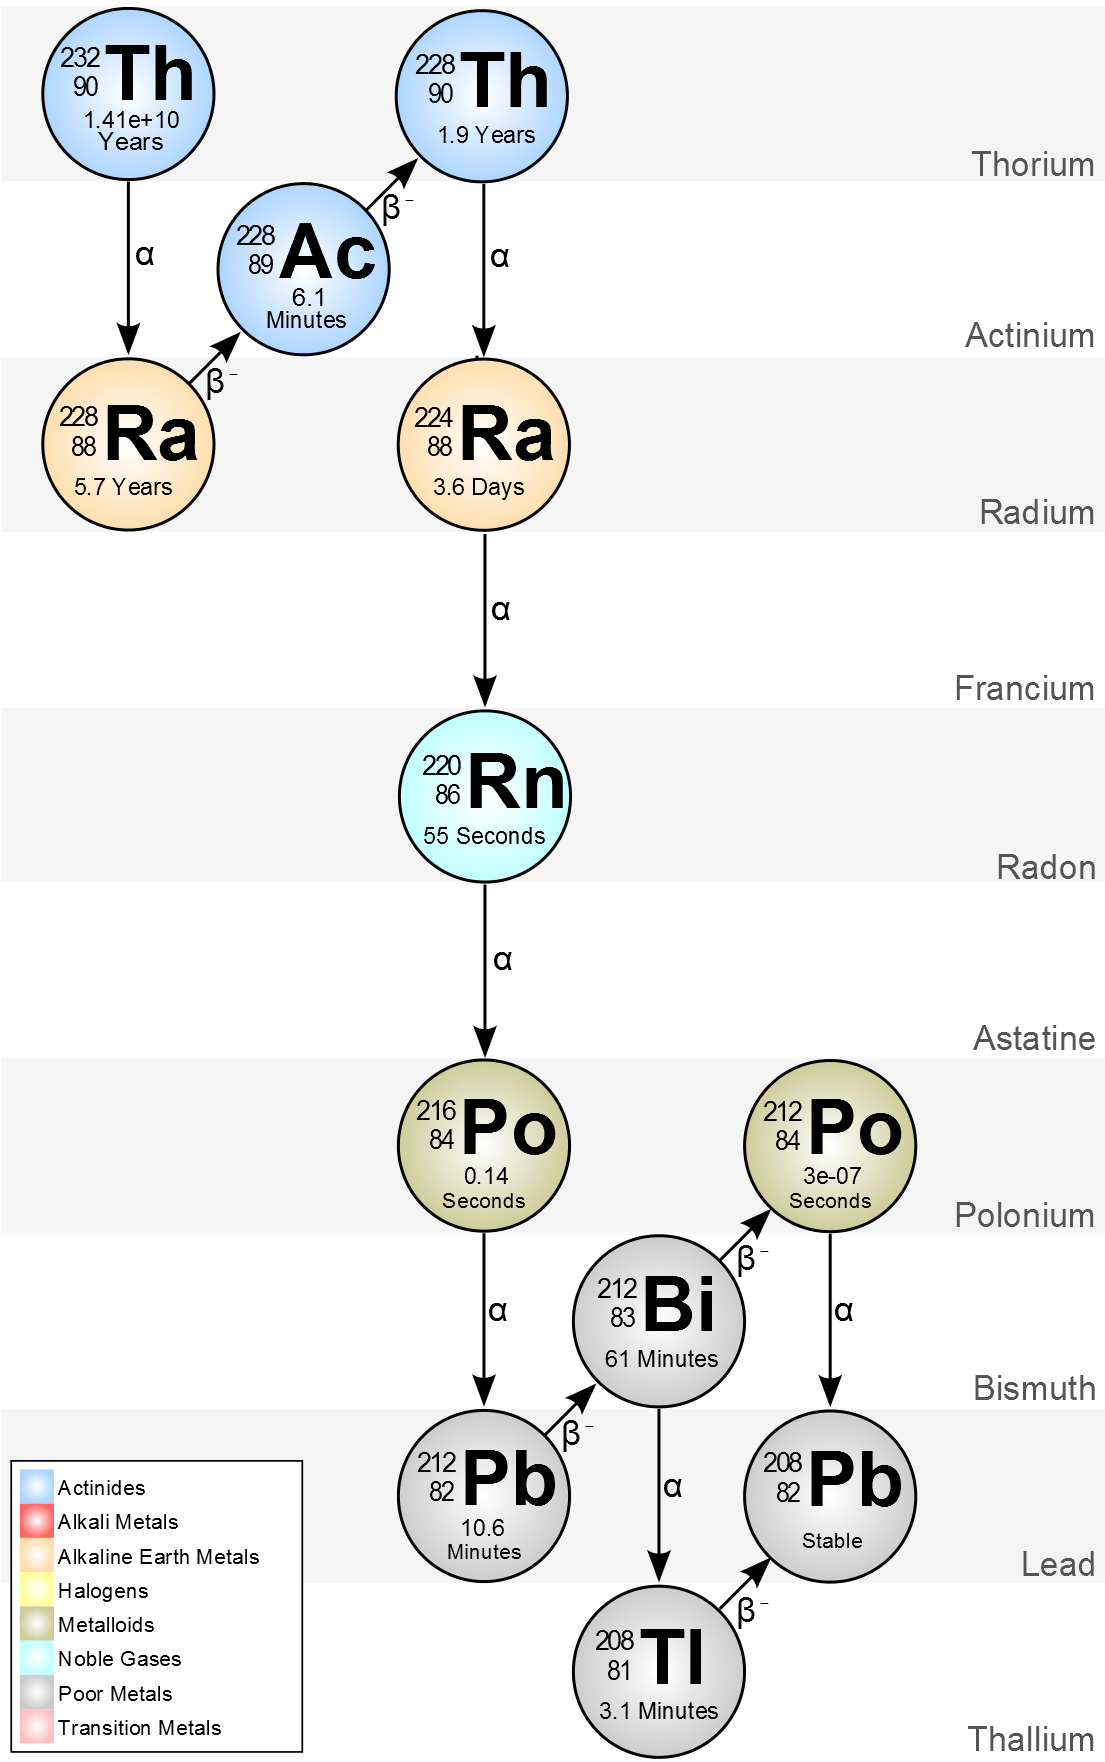 232
90
Th
1.41e+10
Years
228
90
Th
1.9 Years
Thorium
α
β⁻
α
228
89
Ac
6.1
Minutes
Actinium
β⁻
228
88
Ra
5.7 Years
224
88
Ra
3.6 Days
Radium
α
Francium
220
86
Rn
55 Seconds
Radon
α
Astatine
216
84
Po
0.14
Seconds
212
84
Po
3e-07
Seconds
Polonium
α
β⁻
α
212
83
Bi
61 Minutes
Bismuth
β⁻
212
82
Pb
10.6
Minutes
α
208
82
Pb
Stable
Lead
β⁻
208
81
Tl
3.1 Minutes
Thallium
Actinides
Alkali Metals
Alkaline Earth Metals
Halogens
Metalloids
Noble Gases
Poor Metals
Transition Metals